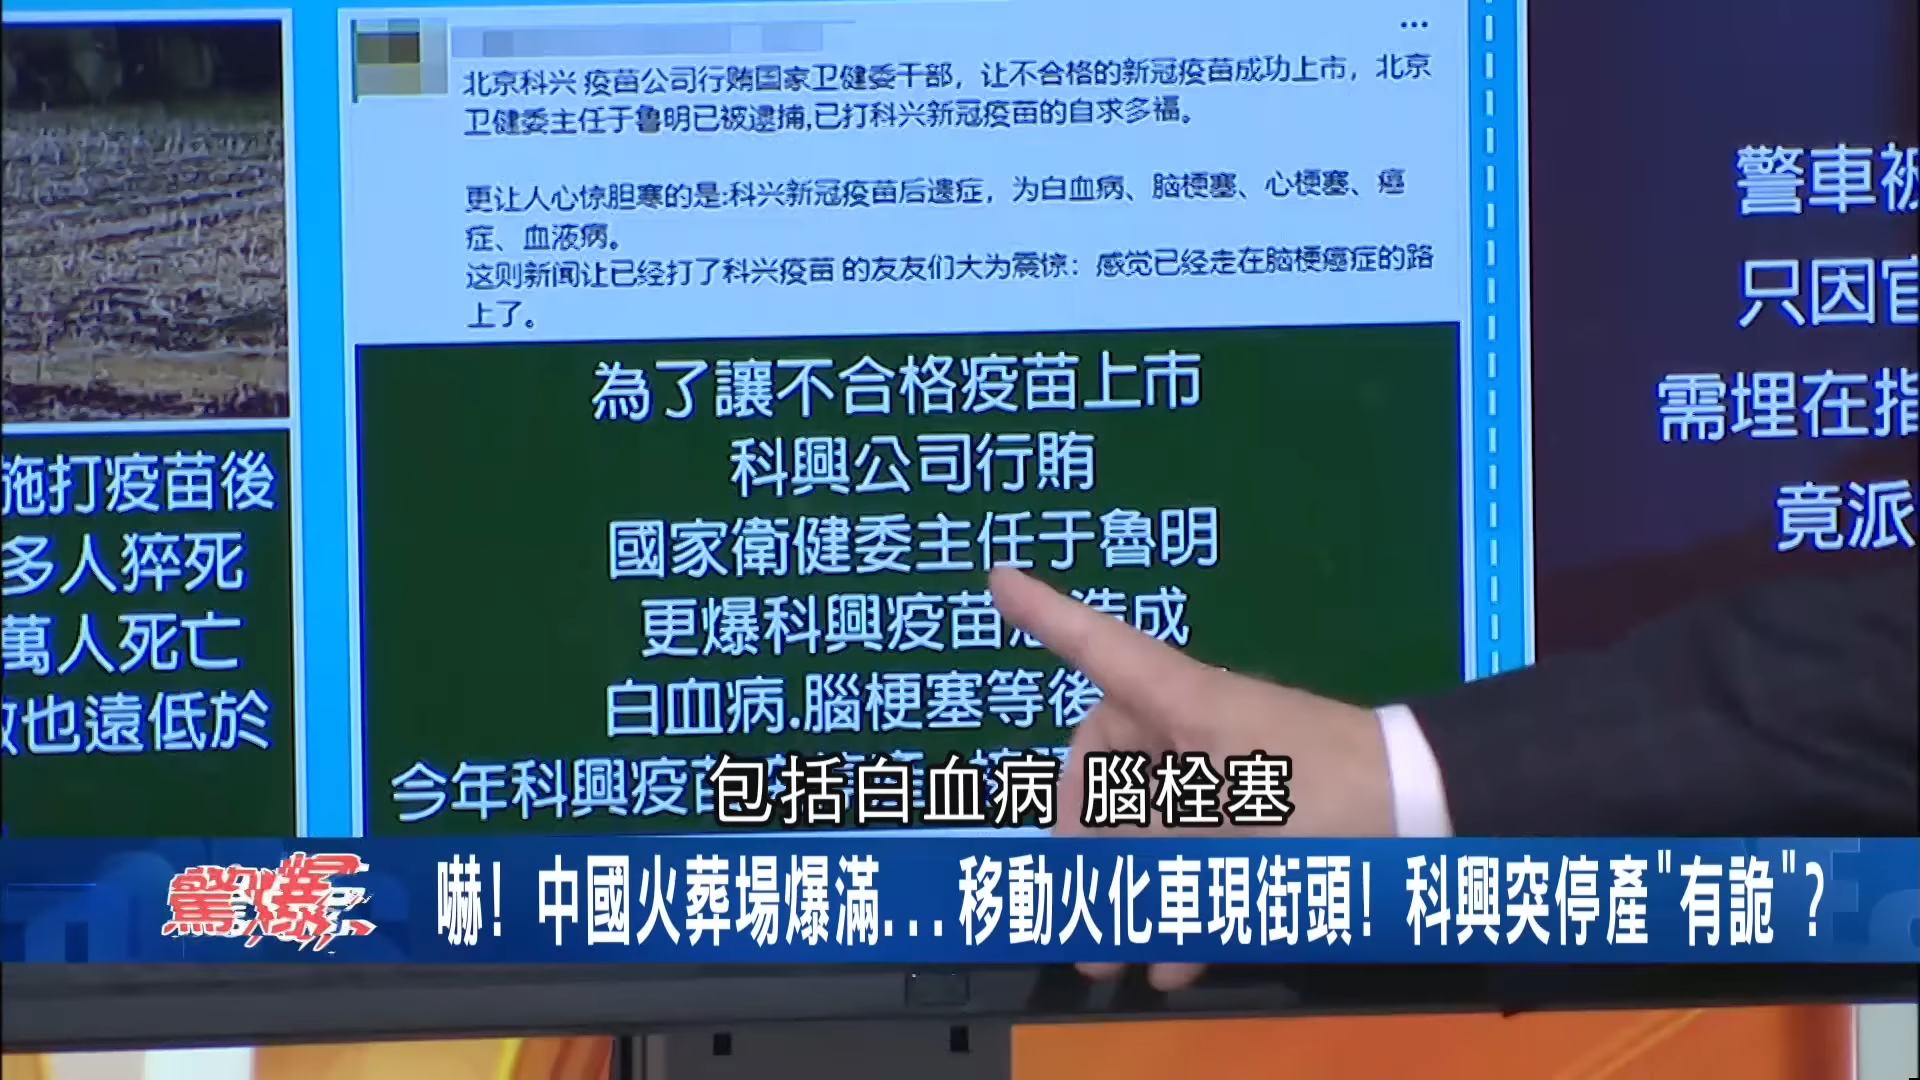 北京科兴 疫苗公司行贿国家卫健委干部，让不合格的新冠疫苗成功上市，北京
卫健委主任于鲁明已被逮捕,已打科兴新冠疫苗的自求多福。
更让人心惊胆寒的是:科兴新冠疫苗后遗症，为白血病、脑梗塞、心梗塞、癌
症、血液病。
这则新闻让已经打了科兴疫苗 的友友们大为震惊：感觉已经走在脑梗癌症的路
上了。
為了讓不合格疫苗上市
科興公司行賄
國家衛健委主任于魯明
更爆科興疫苗
造成
白血病.腦梗塞等後
今年科興疫苗
施打疫苗後
多人猝死
萬人死亡
也遠低於
警車被
只因官
需埋在指
竟派
包括白血病 腦栓塞
驚爆
嚇! 中國火葬場爆滿...移動火化車現街頭! 科興突停產"有詭"?